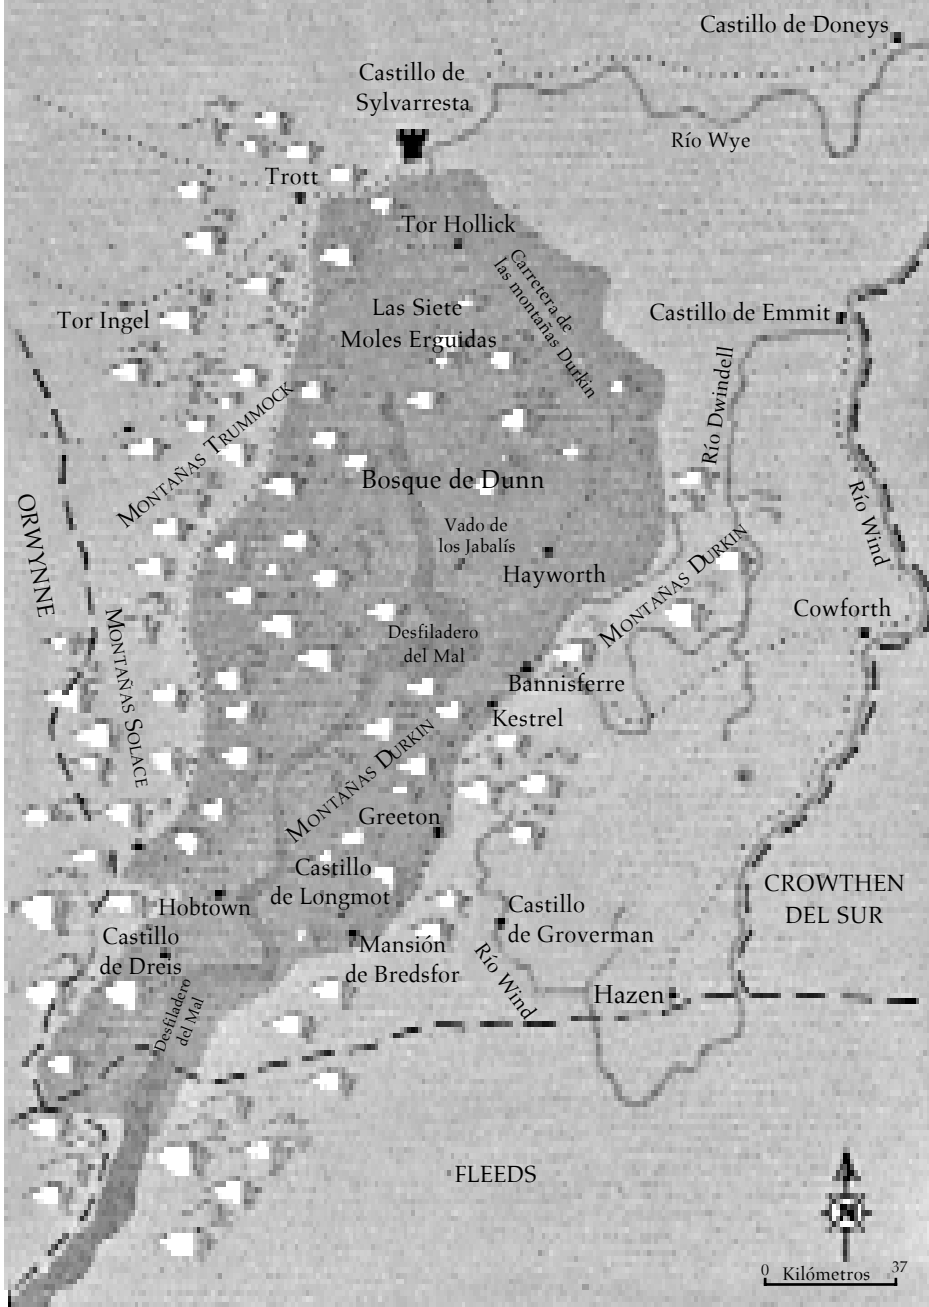 Castillo de Doneys
Castillo de
Sylvarresta
Río Wye
Trott
Tor Hollick
Carretera de
las montañas Durkin
Las Siete
Moles Erguidas
Tor Ingel
Castillo de Emmit
Río Dwindell
MONTAÑAS TRUMMOCK
Bosque de Dunn
Río Wind
Vado de
los Jabalís
Hayworth
ORWYNNE
MONTAÑAS DURKIN
Cowforth
MONTAÑAS SOLACE
Desfiladero
del Mal
Bannisferre
Kestrel
MONTAÑAS DURKIN
Greeton
Castillo
de Longmot
CROWTHEN
DEL SUR
Hobtown
Castillo
de Groverman
Castillo
de Dreis
Mansión
de Bredsfor
Río Wind
Hazen
Desfiladero
del Mal
FLEEDS
N
0 Kilómetros 37